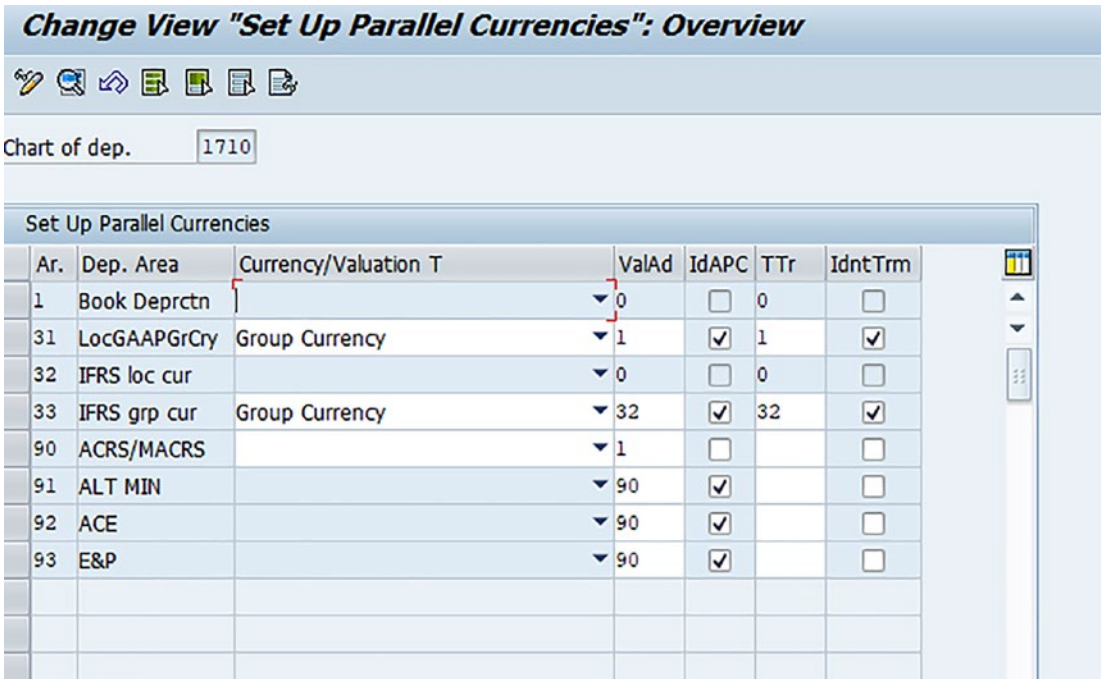 Change View "Set Up Parallel Currencies": Overview
Chart of dep. 1710
Set Up Parallel Currencies
Ar. Dep. Area Currency/Valuation T ValAd IdAPC TTr IdntTrm
1 Book Deprctn 0 0
31 LocGAAPGrCry Group Currency 1 1
32 IFRS loc cur 0 0
33 IFRS grp cur Group Currency 32 32
90 ACRS/MACRS 1
91 ALT MIN 90
92 ACE 90
93 E&P 90